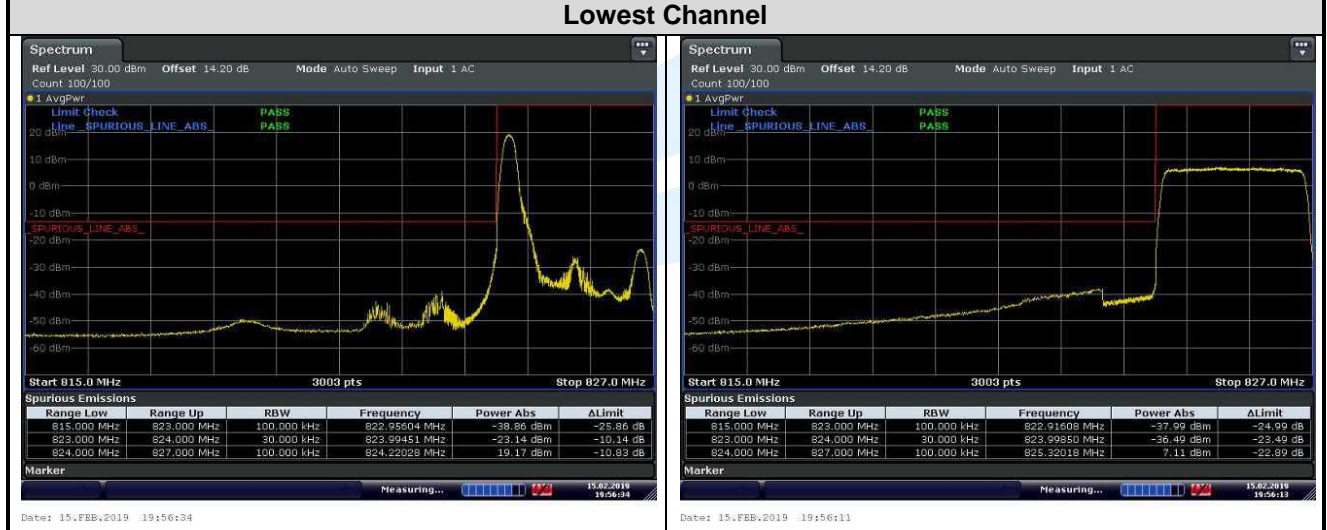 Lowest Channel
Spectrum
Ref Level 30.00 dBm Offset 14.20 dB Mode Auto Sweep Input 1 AC
Count 100/100
1 AvgPwr
Limit Check PASS
Line _SPURIOUS_LINE_ABS_ PASS
20 dBm
10 dBm
0 dBm
-10 dBm
_SPURIOUS_LINE_ABS_
-20 dBm
-30 dBm
-40 dBm
-50 dBm
-60 dBm
Start 815.0 MHz 3003 pts Stop 827.0 MHz
Spurious Emissions
Range Low Range Up RBW Frequency Power Abs ΔLimit
815.000 MHz 823.000 MHz 100.000 kHz 822.95604 MHz -38.86 dBm -25.86 dB
823.000 MHz 824.000 MHz 30.000 kHz 823.99451 MHz -23.14 dBm -10.14 dB
824.000 MHz 827.000 MHz 100.000 kHz 824.22028 MHz 19.17 dBm -10.83 dB
Marker
Measuring... 15.02.2019
19:56:34
Date: 15.FEB.2019 19:56:34
Spectrum
Ref Level 30.00 dBm Offset 14.20 dB Mode Auto Sweep Input 1 AC
Count 100/100
1 AvgPwr
Limit Check PASS
Line _SPURIOUS_LINE_ABS_ PASS
20 dBm
10 dBm
0 dBm
-10 dBm
_SPURIOUS_LINE_ABS_
-20 dBm
-30 dBm
-40 dBm
-50 dBm
-60 dBm
Start 815.0 MHz 3003 pts Stop 827.0 MHz
Spurious Emissions
Range Low Range Up RBW Frequency Power Abs ΔLimit
815.000 MHz 823.000 MHz 100.000 kHz 822.91608 MHz -37.99 dBm -24.99 dB
823.000 MHz 824.000 MHz 30.000 kHz 823.99850 MHz -36.49 dBm -23.49 dB
824.000 MHz 827.000 MHz 100.000 kHz 825.32018 MHz 7.11 dBm -22.89 dB
Marker
Measuring... 15.02.2019
19:56:13
Date: 15.FEB.2019 19:56:11